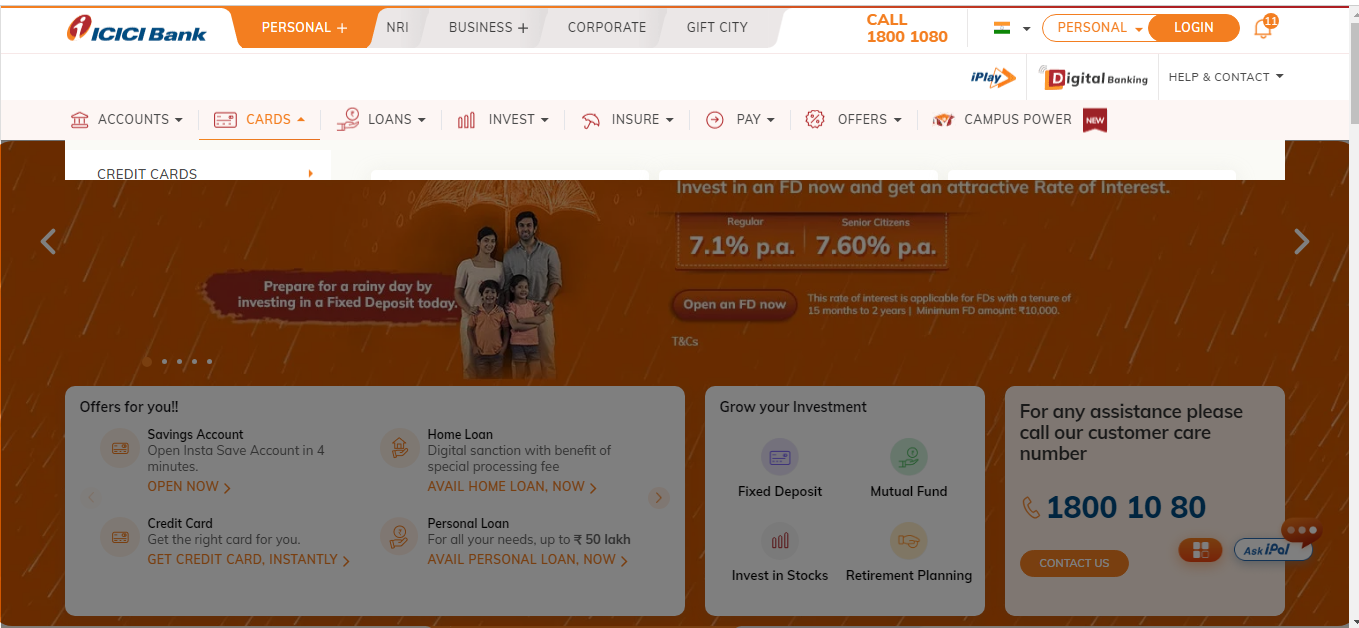 ICICI Bank
PERSONAL +
NRI
BUSINESS +
CORPORATE
GIFT CITY
CALL
1800 1080
PERSONAL
LOGIN
11
iPlay
Digital Banking
HELP & CONTACT
ACCOUNTS
CARDS
LOANS
INVEST
INSURE
PAY
OFFERS
CAMPUS POWER
NEW
CREDIT CARDS
Invest in an FD now and get an attractive Rate of Interest.
Regular
7.1% p.a.
Senior Citizens
7.60% p.a.
Prepare for a rainy day by
investing in a Fixed Deposit today.
Open an FD now
This rate of interest is applicable for FDs with a tenure of
15 months to 2 years | Minimum FD amount: ₹10,000.
T&Cs
Offers for you!!
Savings Account
Open Insta Save Account in 4
minutes.
OPEN NOW
Home Loan
Digital sanction with benefit of
special processing fee
AVAIL HOME LOAN, NOW
Credit Card
Get the right card for you.
GET CREDIT CARD, INSTANTLY
Personal Loan
For all your needs, up to ₹ 50 lakh
AVAIL PERSONAL LOAN, NOW
Grow your Investment
Fixed Deposit
Mutual Fund
Invest in Stocks
Retirement Planning
For any assistance please
call our customer care
number
1800 10 80
CONTACT US
Ask iPal